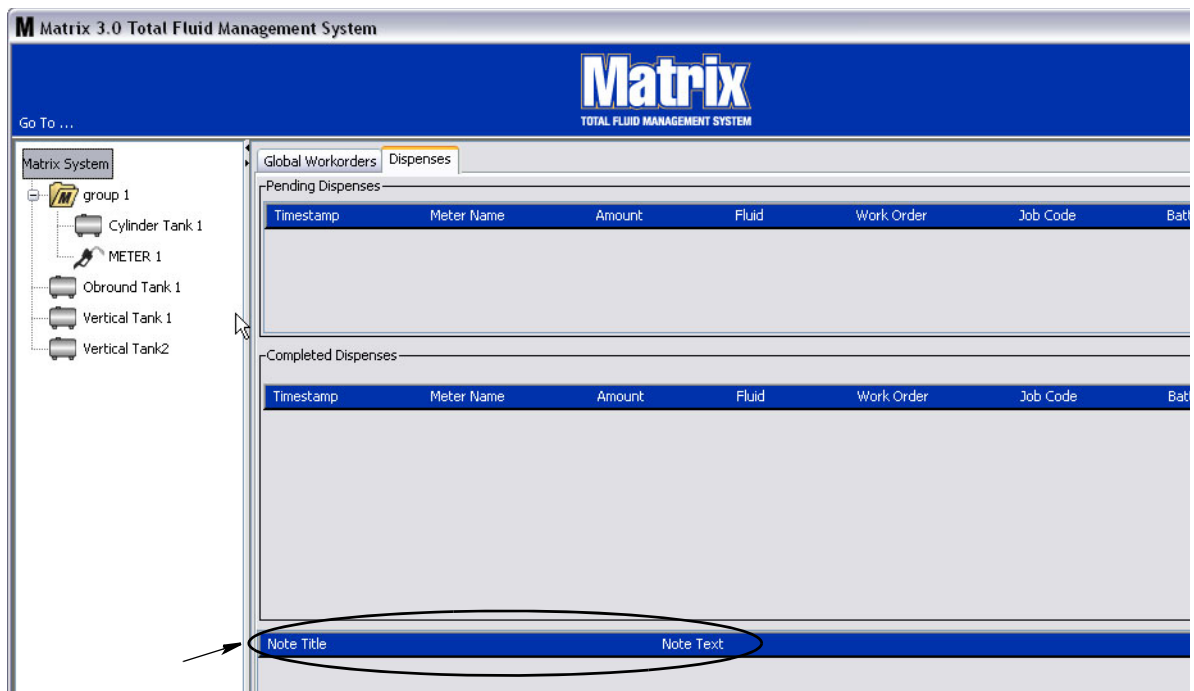 M Matrix 3.0 Total Fluid Management System
Matrix
TOTAL FLUID MANAGEMENT SYSTEM
Go To ...
Matrix System
group 1
Cylinder Tank 1
METER 1
Obround Tank 1
Vertical Tank 1
Vertical Tank2
Global Workorders Dispenses
Pending Dispenses
Timestamp Meter Name Amount Fluid Work Order Job Code Batt
Completed Dispenses
Timestamp Meter Name Amount Fluid Work Order Job Code Batt
Note Title Note Text